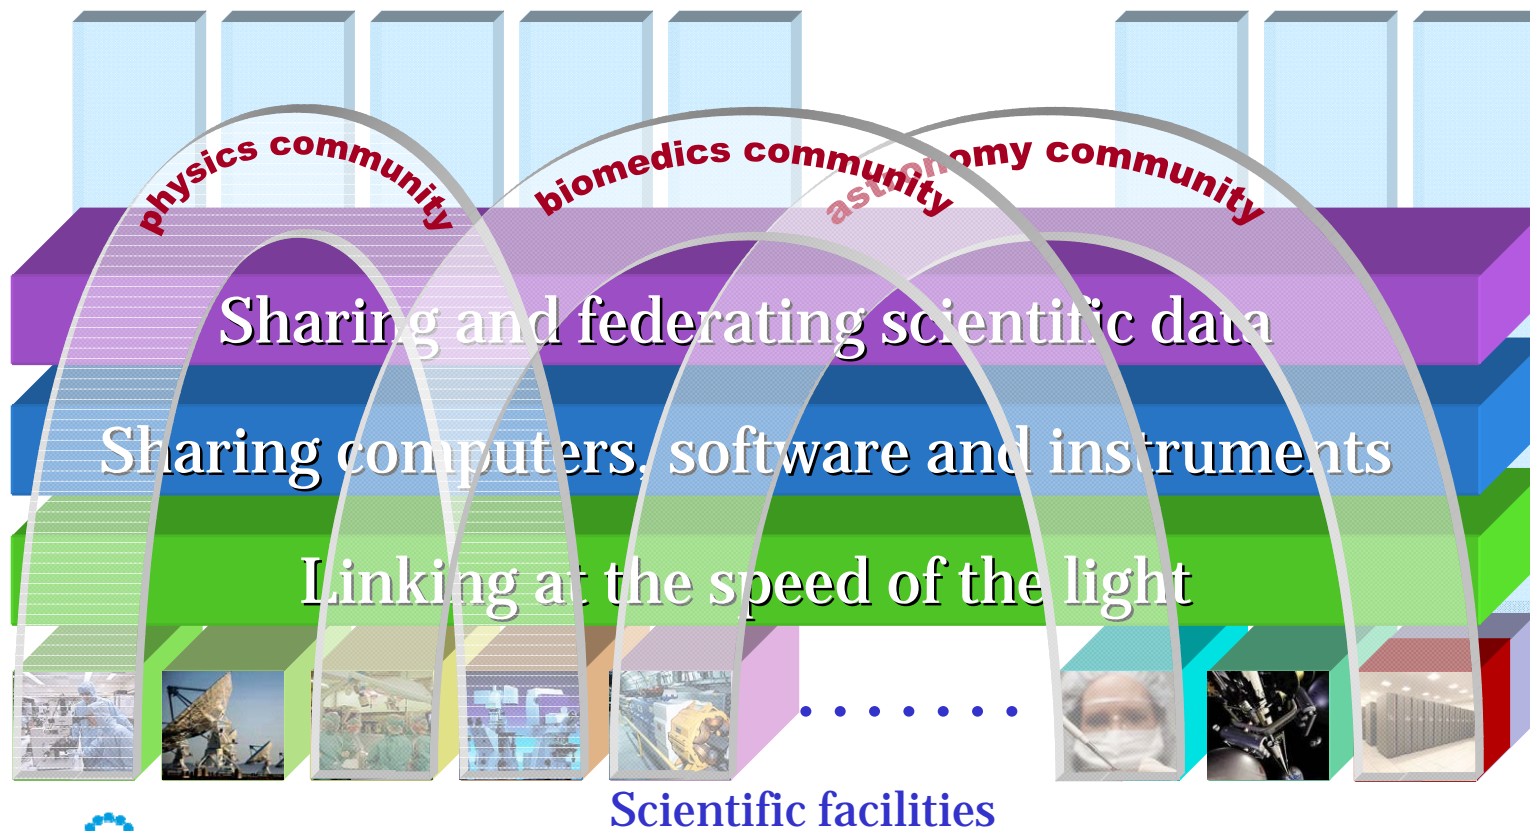 physics community
biomedics community
astronomy community
Sharing and federating scientific data
Sharing computers, software and instruments
Linking at the speed of the light
Scientific facilities